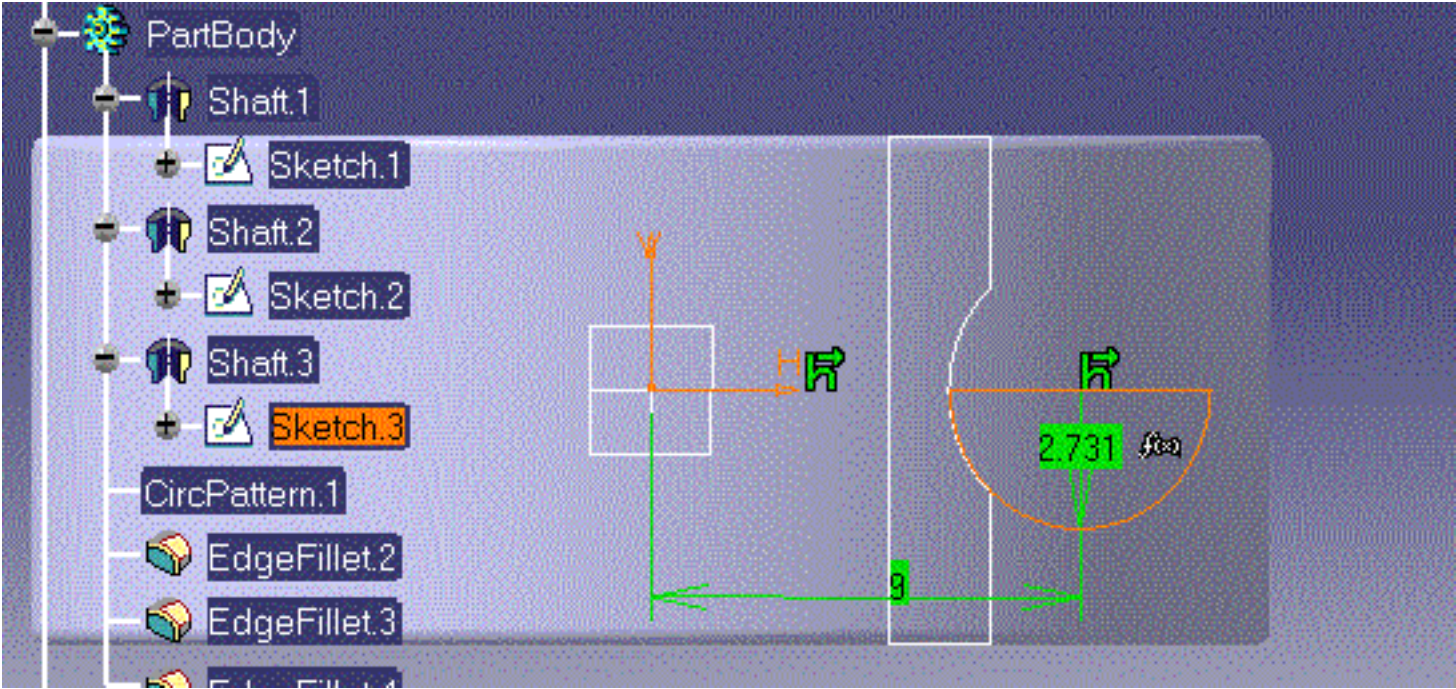 PartBody
Shaft.1
Sketch.1
Shaft.2
Sketch.2
Shaft.3
H
Sketch.3
2.731 f(x)
CircPattern.1
EdgeFillet.2
9
EdgeFillet.3